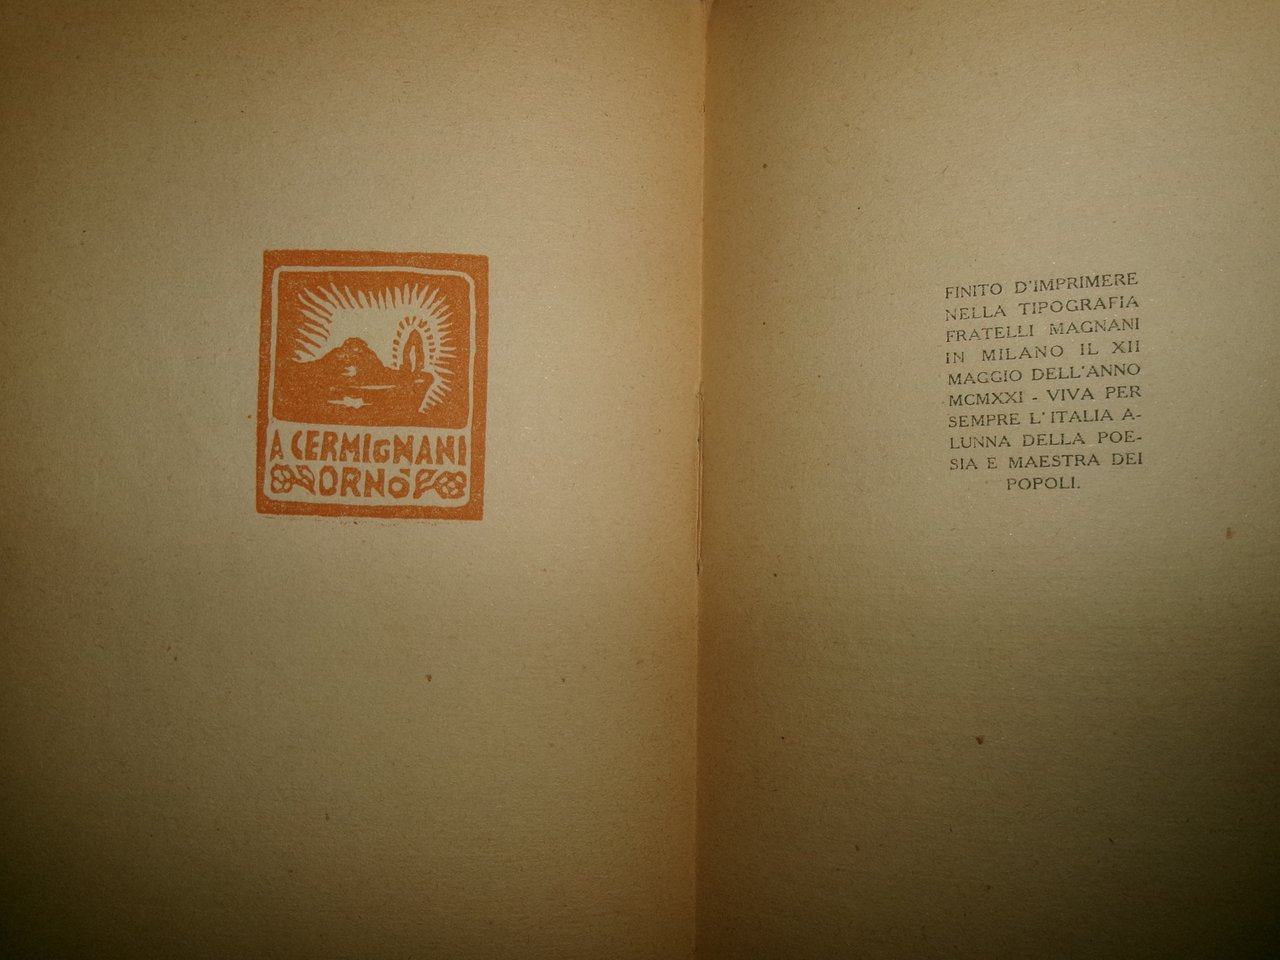 A CERMIGNANI
ORNÒ
FINITO D'IMPRIMERE
NELLA TIPOGRAFIA
FRATELLI MAGNANI
IN MILANO IL XII
MAGGIO DELL'ANNO
MCMXXI - VIVA PER
SEMPRE L'ITALIA A-
LUNNA DELLA POE-
SIA E MAESTRA DEI
POPOLI.